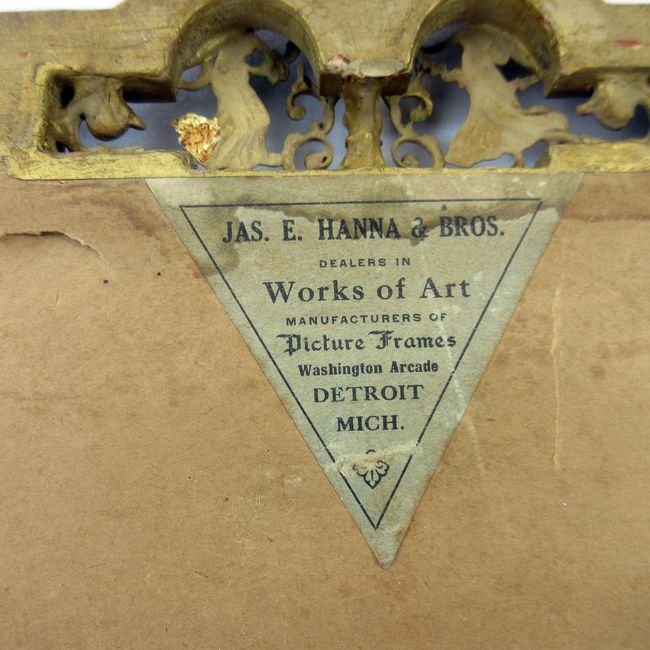 JAS. E. HANNA & BROS.
DEALERS IN
Works of Art
MANUFACTURERS OF
Picture Frames
Washington Arcade
DETROIT
MICH.